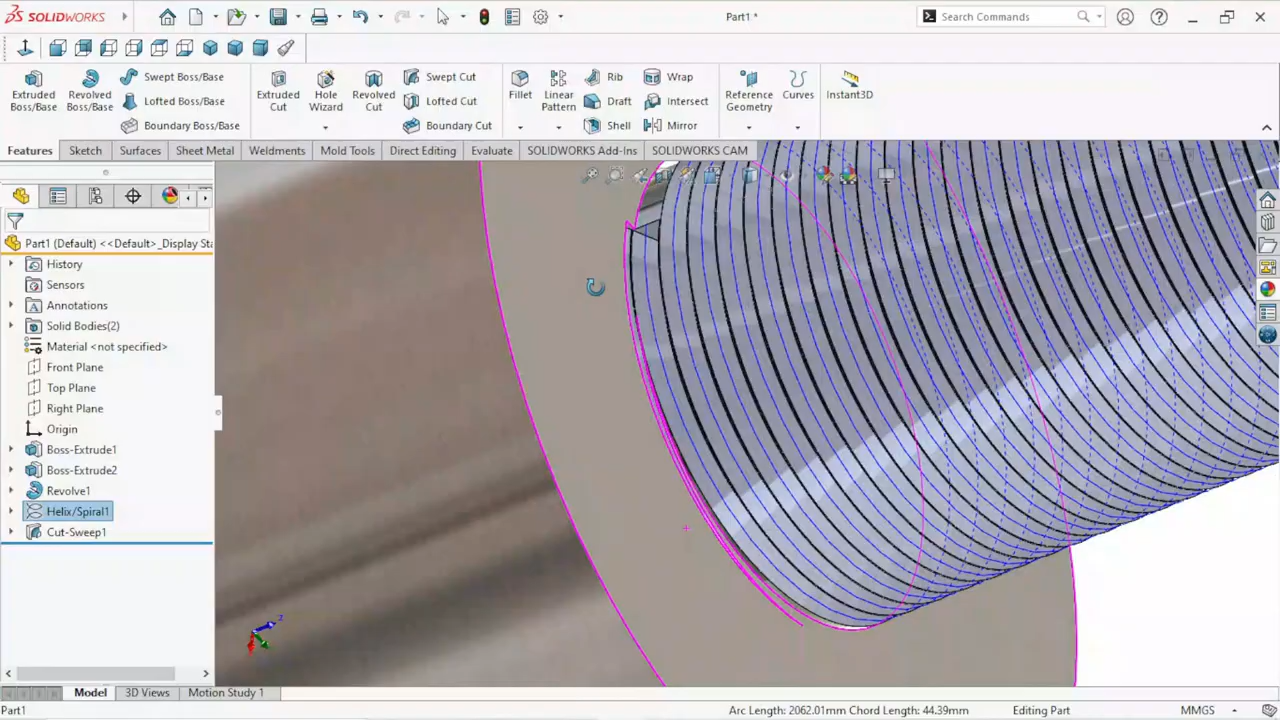 SOLIDWORKS
Part1 *
Search Commands
Extruded Boss/Base
Revolved Boss/Base
Swept Boss/Base
Lofted Boss/Base
Boundary Boss/Base
Extruded Cut
Hole Wizard
Revolved Cut
Swept Cut
Lofted Cut
Boundary Cut
Fillet
Linear Pattern
Rib
Draft
Shell
Wrap
Intersect
Mirror
Reference Geometry
Curves
Instant3D
Features
Sketch
Surfaces
Sheet Metal
Weldments
Mold Tools
Direct Editing
Evaluate
SOLIDWORKS Add-Ins
SOLIDWORKS CAM
Part1 (Default) <<Default>_Display Sta
History
Sensors
Annotations
Solid Bodies(2)
Material <not specified>
Front Plane
Top Plane
Right Plane
Origin
Boss-Extrude1
Boss-Extrude2
Revolve1
Helix/Spiral1
Cut-Sweep1
Z
Model
3D Views
Motion Study 1
Part1
Arc Length: 2062.01mm Chord Length: 44.39mm
Editing Part
MMGS